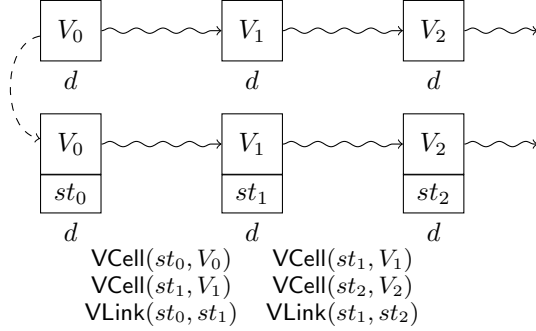 V₀ V₁ V₂
d d d
V₀ V₁ V₂
st₀ st₁ st₂
d d d
VCell(st₀, V₀) VCell(st₁, V₁)
VCell(st₁, V₁) VCell(st₂, V₂)
VLink(st₀, st₁) VLink(st₁, st₂)